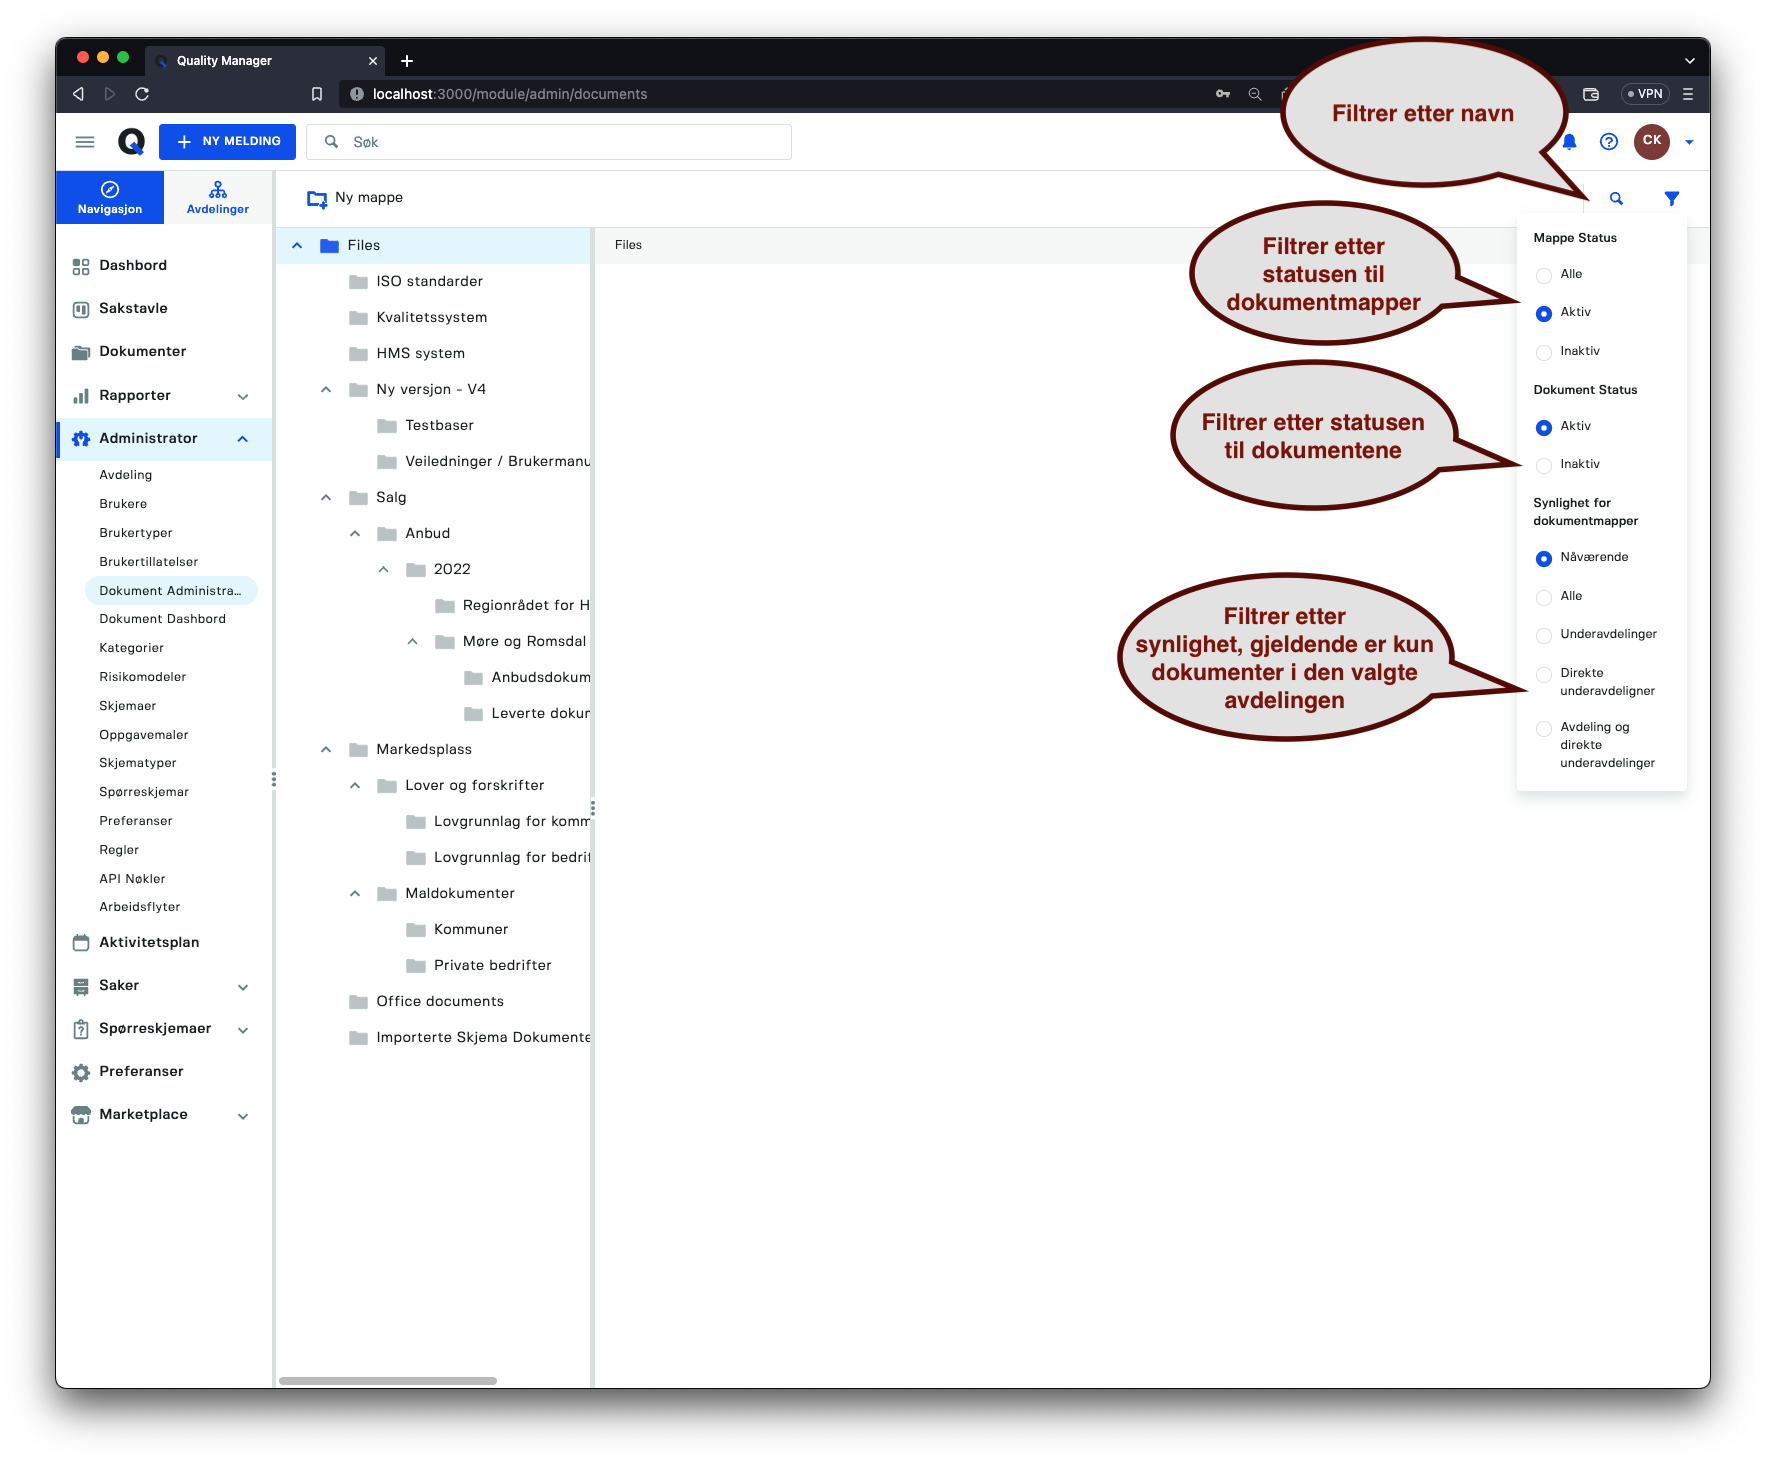 Quality Manager
localhost:3000/module/admin/documents
VPN
Filtrer etter navn
NY MELDING
Søk
CK
Navigasjon
Avdelinger
Ny mappe
Dashbord
Sakstavle
Dokumenter
Rapporter
Administrator
Avdeling
Brukere
Brukertyper
Brukertillatelser
Dokument Administra...
Dokument Dashbord
Kategorier
Risikomodeler
Skjemaer
Oppgavemaler
Skjematyper
Spørreskjemar
Preferanser
Regler
API Nøkler
Arbeidsflyter
Aktivitetsplan
Saker
Spørreskjemaer
Preferanser
Marketplace
Files
ISO standarder
Kvalitetssystem
HMS system
Ny versjon - V4
Testbaser
Veiledninger / Brukermanu
Salg
Anbud
2022
Regionrådet for H
Møre og Romsdal
Anbudsdokum
Leverte dokur
Markedsplass
Lover og forskrifter
Lovgrunnlag for komm
Lovgrunnlag for bedrif
Maldokumenter
Kommuner
Private bedrifter
Office documents
Importerte Skjema Dokumente
Files
Filtrer etter
statusen til
dokumentmapper
Filtrer etter statusen
til dokumentene
Filtrer etter
synlighet, gjeldende er kun
dokumenter i den valgte
avdelingen
Mappe Status
Alle
Aktiv
Inaktiv
Dokument Status
Aktiv
Inaktiv
Synlighet for
dokumentmapper
Nåværende
Alle
Underavdelinger
Direkte
underavdeligner
Avdeling og
direkte
underavdelinger